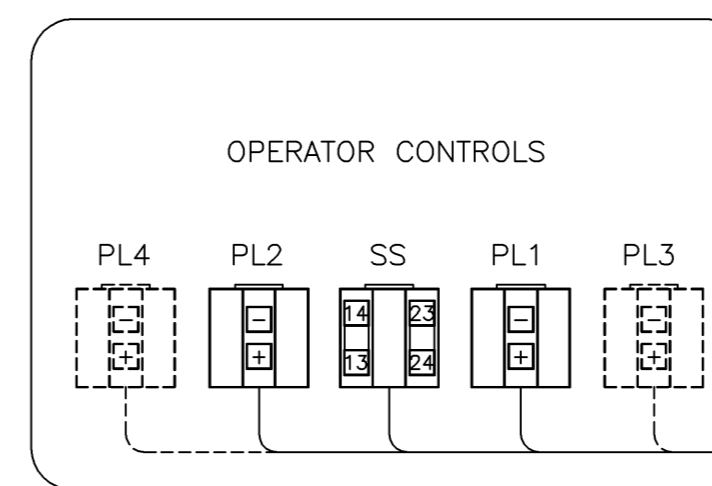 OPERATOR CONTROLS
PL4 PL2 SS PL1 PL3
− − 14 23 − −
+ + 13 24 + +